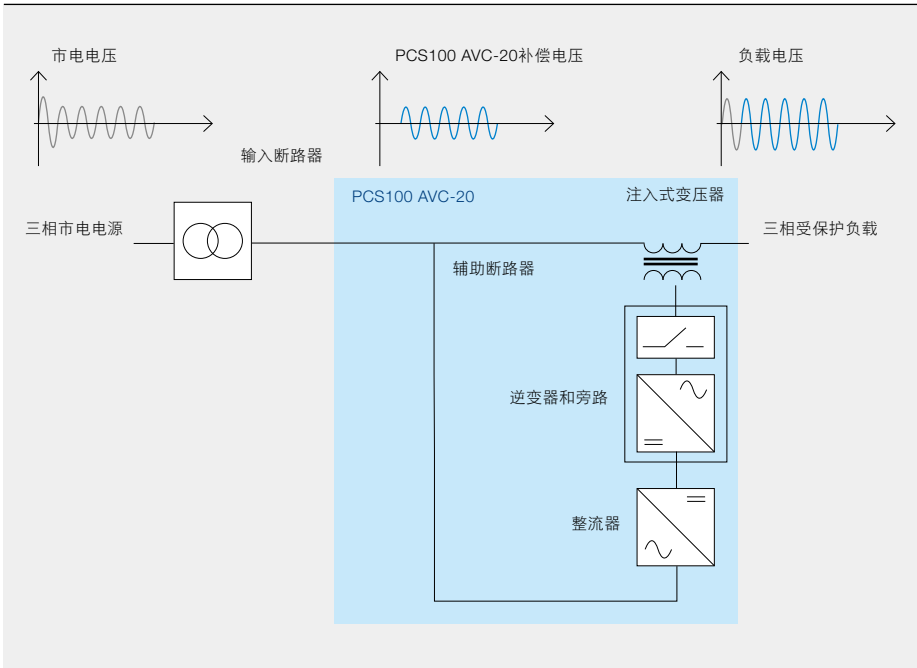 市电电压
PCS100 AVC-20补偿电压
负载电压
输入断路器
PCS100 AVC-20
注入式变压器
三相市电电源
三相受保护负载
辅助断路器
逆变器和旁路
整流器